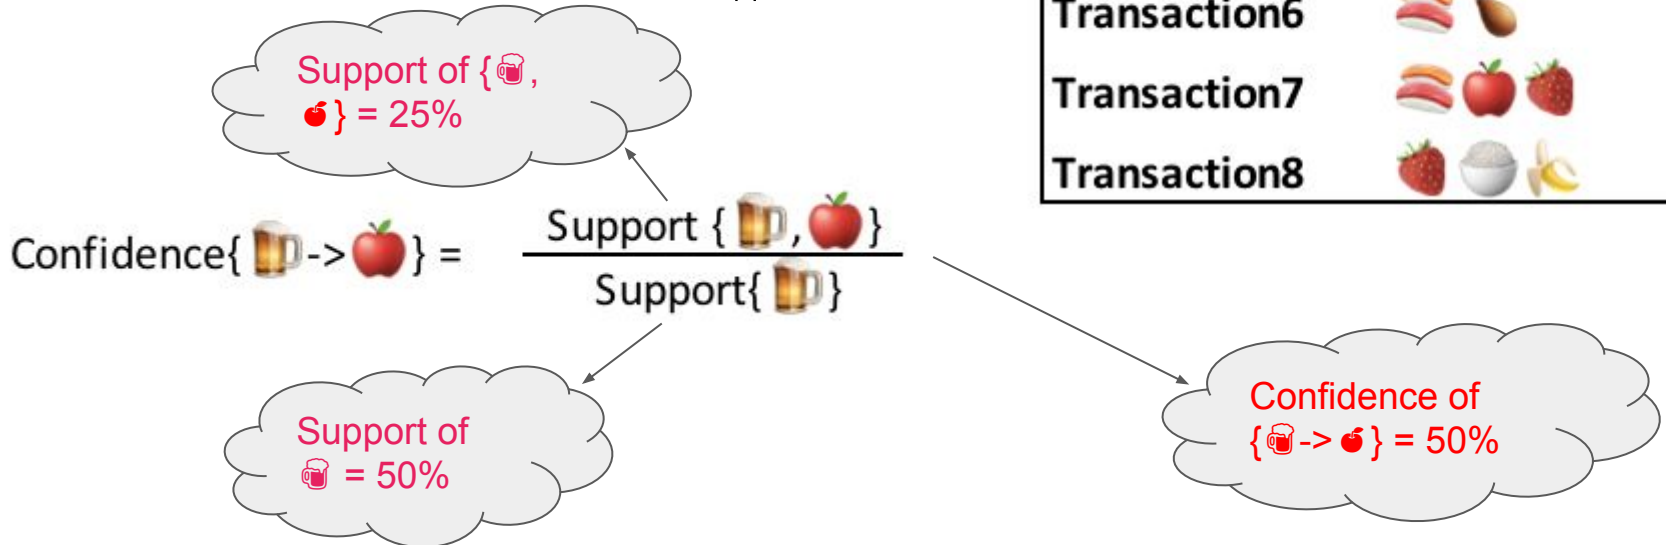 Transaction6
Support of {🍺,
🍎} = 25%
Transaction7
Transaction8
Confidence{ 🍺->🍎 } =
Support { 🍺,🍎}
Support{ 🍺}
Support of
🍺 = 50%
Confidence of
{🍺->🍎} = 50%